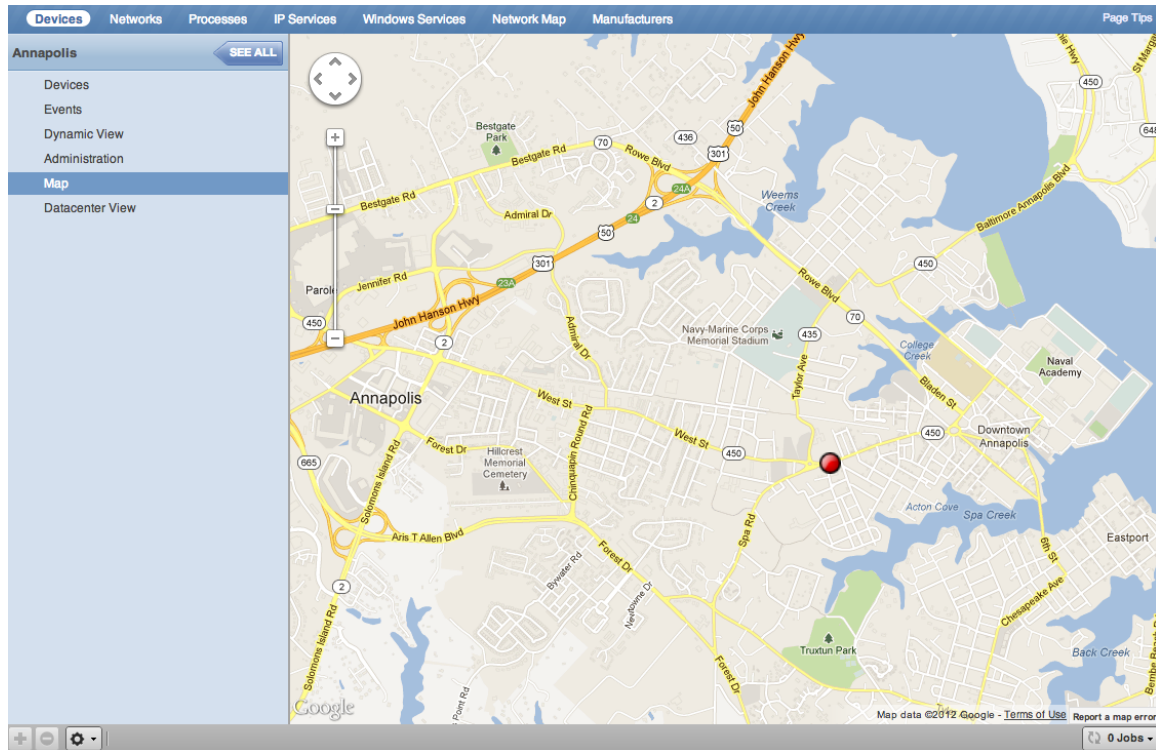 Devices Networks Processes IP Services Windows Services Network Map Manufacturers Page Tips
Annapolis SEE ALL
Devices
Events
Dynamic View
Administration
Map
Datacenter View
John Hanson Hwy
450
648
Bestgate
Park
50
436
70
301
Bestgate Rd
Rowe Blvd
24A
Weems
Creek
Bestgate Rd
2
Admiral Dr
24
50
Baltimore Annapolis Blvd
301
450
Jennifer Rd
23A
Rowe Blvd
Parole
John Hanson Hwy
450
70
Navy-Marine Corps
Memorial Stadium
435
2
Admiral Dr
College
Creek
Naval
Academy
Taylor Ave
Bladen St
Annapolis
West St
West St
450
450
Downtown
Annapolis
Forest Dr
Hillcrest
Memorial
Cemetery
Chinquapin Round Rd
665
Solomons Island Rd
Acton Cove
Spa Creek
Spa Rd
Aris T Allen Blvd
Forest Dr
6th St
Eastport
Bywater Rd
Newtowne Dr
2
Chesapeake Ave
Solomons Island Rd
Truxtun Park
Back Creek
Forest Dr
Google
Map data ©2012 Google - Terms of Use Report a map error
0 Jobs